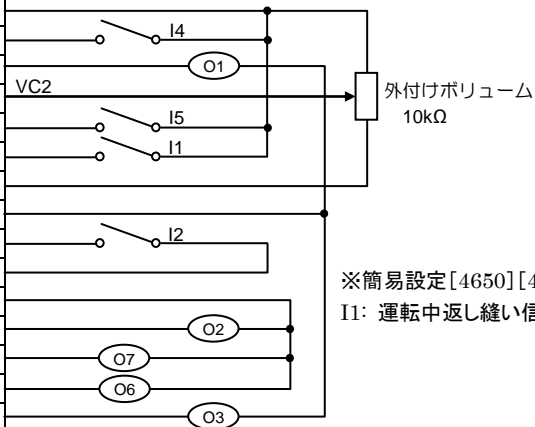 I4
O1
VC2
外付けボリューム
10kΩ
I5
I1
I2
※簡易設定[4650][4
I1: 運転中返し縫い信
O2
O7
O6
O3